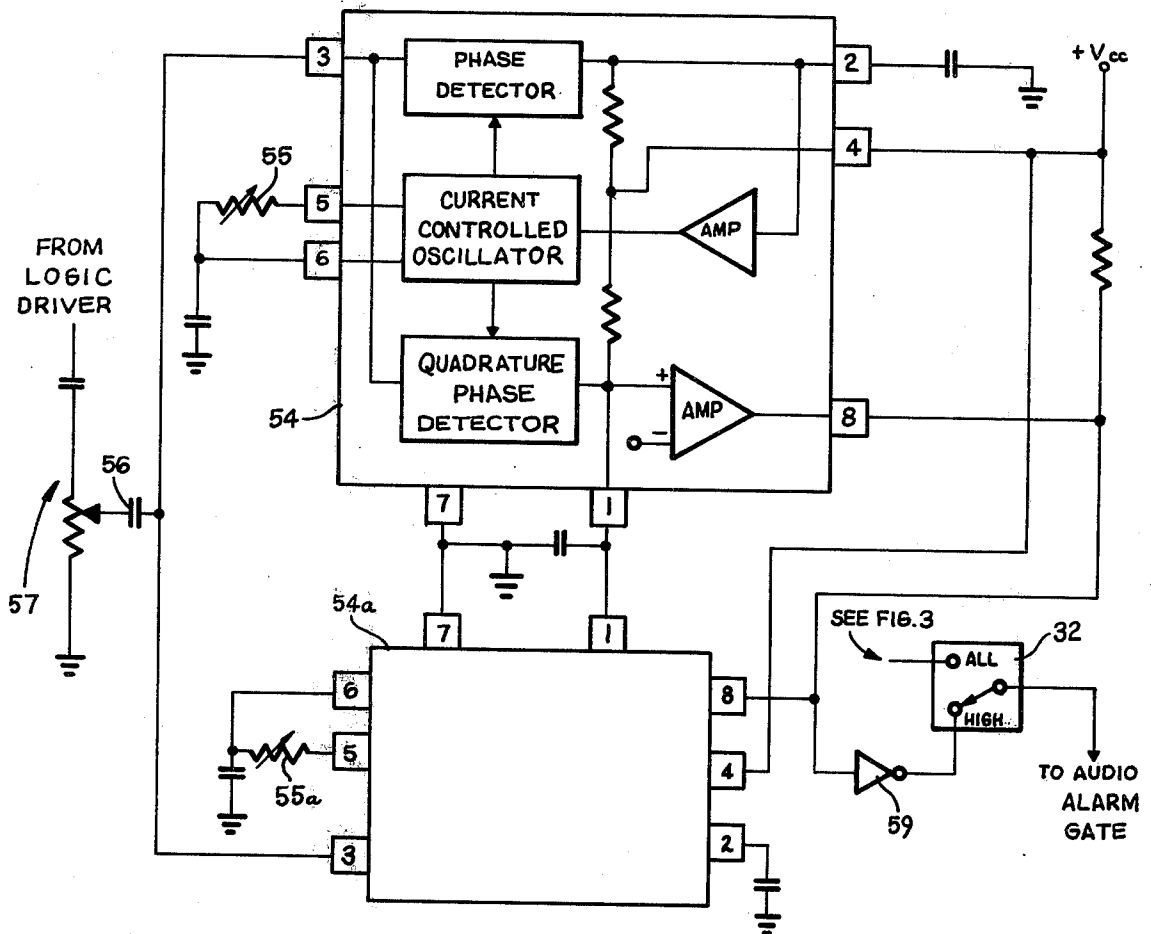 3
PHASE
DETECTOR
2
+Vcc
4
55
5
CURRENT
CONTROLLED
OSCILLATOR
AMP
6
FROM
LOGIC
DRIVER
QUADRATURE
PHASE
DETECTOR
+
AMP
-
8
54
56
57
7
1
54a
7
1
SEE FIG.3
32
ALL
HIGH
6
8
5
4
55a
59
TO AUDIO
ALARM
GATE
3
2